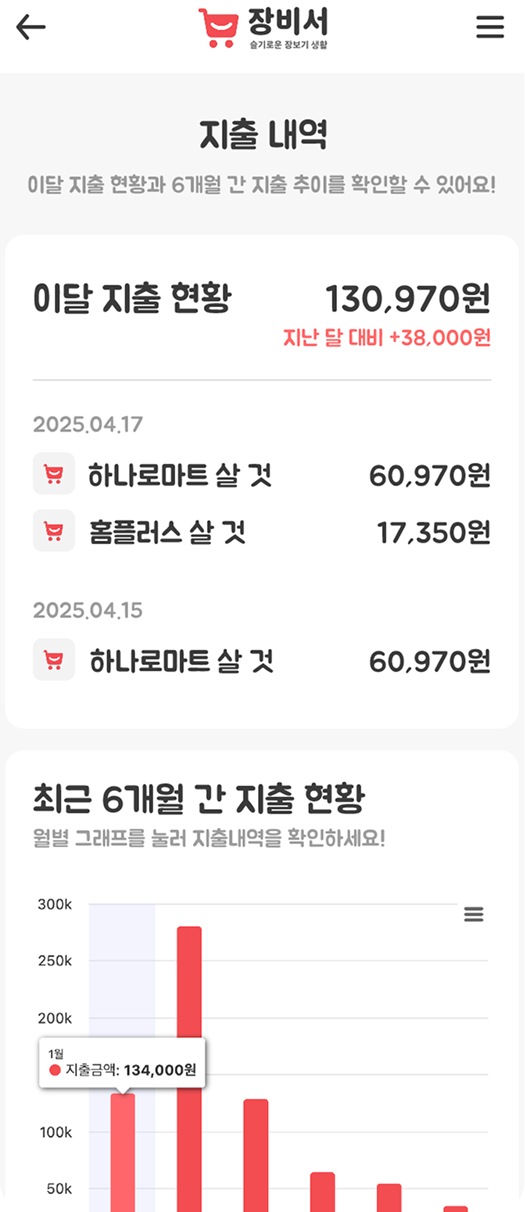 장비서
슬기로운 장보기 생활
지출 내역
이달 지출 현황과 6개월 간 지출 추이를 확인할 수 있어요!
이달 지출 현황 130,970원
지난 달 대비 +38,000원
2025.04.17
하나로마트 살 것 60,970원
홈플러스 살 것 17,350원
2025.04.15
하나로마트 살 것 60,970원
최근 6개월 간 지출 현황
월별 그래프를 눌러 지출내역을 확인하세요!
300k
250k
200k
1월
지출금액: 134,000원
100k
50k